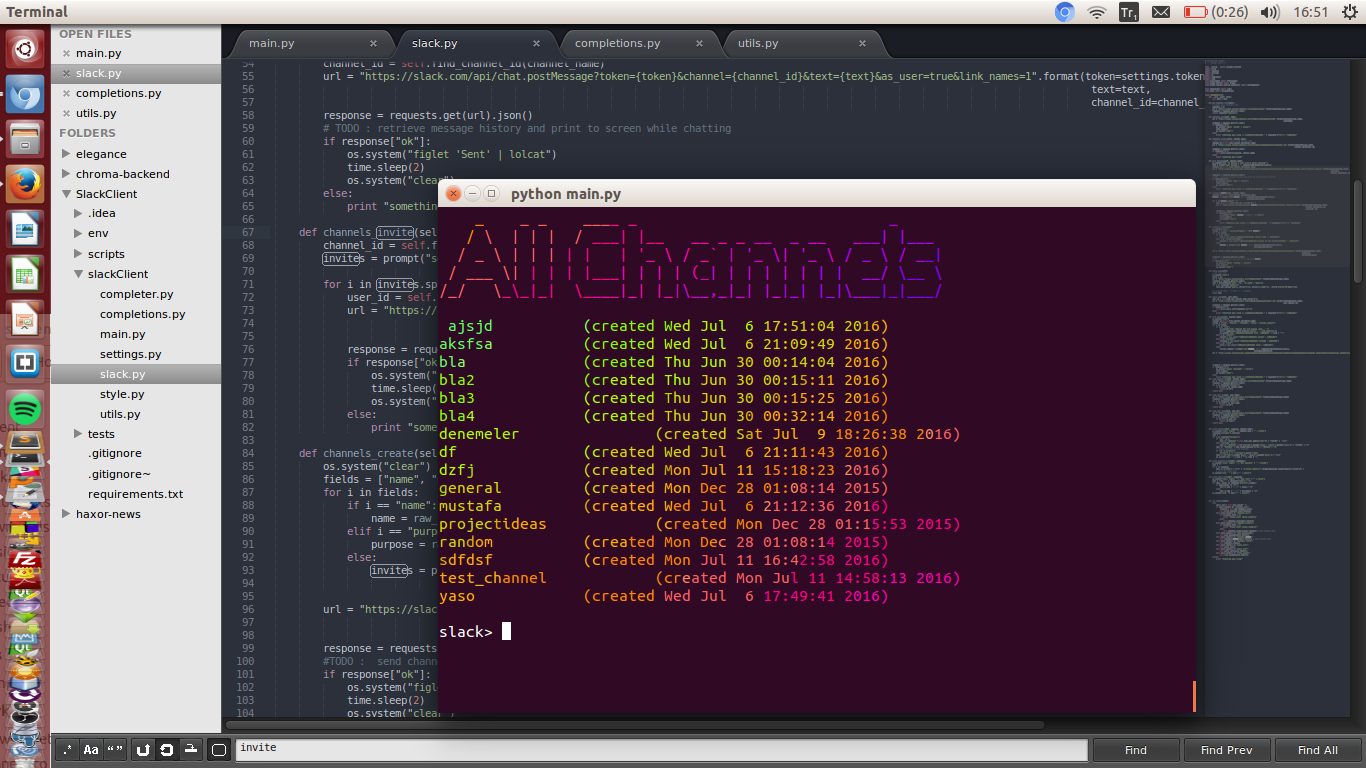 Terminal
Tr1
(0:26)
16:51
OPEN FILES
main.py
slack.py
completions.py
utils.py
FOLDERS
elegance
chroma-backend
SlackClient
.idea
env
scripts
slackClient
completer.py
completions.py
main.py
settings.py
slack.py
style.py
utils.py
tests
.gitignore
.gitignore~
requirements.txt
haxor-news
main.py
slack.py
completions.py
utils.py
54 channel_id = self.find_channel_id(channel_name)
55 url = "https://slack.com/api/chat.postMessage?token={token}&channel={channel_id}&text={text}&as_user=true&link_names=1".format(token=settings.token
56 text=text,
57 channel_id=channel_
58 response = requests.get(url).json()
59 # TODO : retrieve message history and print to screen while chatting
60 if response["ok"]:
61 os.system("figlet 'Sent' | lolcat")
62 time.sleep(2)
63 os.system("clear")
64 else:
65 print "somethin
66
67 def channels_invite(sel
68 channel_id = self.f
69 invites = prompt("se
70
71 for i in invites.sp
72 user_id = self.
73 url = "https://
74
75
76 response = requ
77 if response["ok
78 os.system("
79 time.sleep(
80 os.system("
81 else:
82 print "some
83
84 def channels_create(sel
85 os.system("clear")
86 fields = ["name", "
87 for i in fields:
88 if i == "name":
89 name = raw_
90 elif i == "purp
91 purpose = r
92 else:
93 invites = p
94
95
96 url = "https://slac
97
98
99 response = requests
100 #TODO :  send chann
101 if response["ok"]:
102 os.system("figl
103 time.sleep(2)
104 os.system("clear")
python main.py
All Channels
ajsjd (created Wed Jul  6 17:51:04 2016)
aksfsa (created Wed Jul  6 21:09:49 2016)
bla (created Thu Jun 30 00:14:04 2016)
bla2 (created Thu Jun 30 00:15:11 2016)
bla3 (created Thu Jun 30 00:15:25 2016)
bla4 (created Thu Jun 30 00:32:14 2016)
denemeler (created Sat Jul  9 18:26:38 2016)
df (created Wed Jul  6 21:11:43 2016)
dzfj (created Mon Jul 11 15:18:23 2016)
general (created Mon Dec 28 01:08:14 2015)
mustafa (created Wed Jul  6 21:12:36 2016)
projectideas (created Mon Dec 28 01:15:53 2015)
random (created Mon Dec 28 01:08:14 2015)
sdfdsf (created Mon Jul 11 16:42:58 2016)
test_channel (created Mon Jul 11 14:58:13 2016)
yaso (created Wed Jul  6 17:49:41 2016)
slack>
.* Aa “ ”
invite
Find
Find Prev
Find All